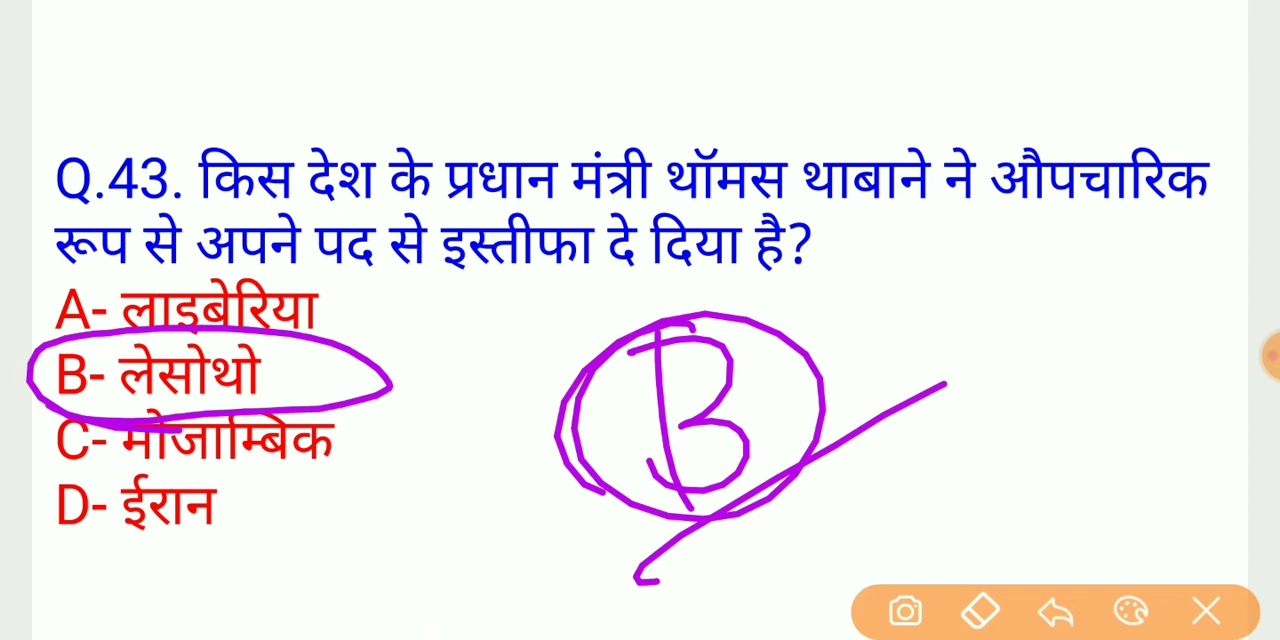 Q.43. किस देश के प्रधान मंत्री थॉमस थाबाने ने औपचारिक
रूप से अपने पद से इस्तीफा दे दिया है?
A- लाइबेरिया
B- लेसोथो
C- मोजाम्बिक
D- ईरान
B